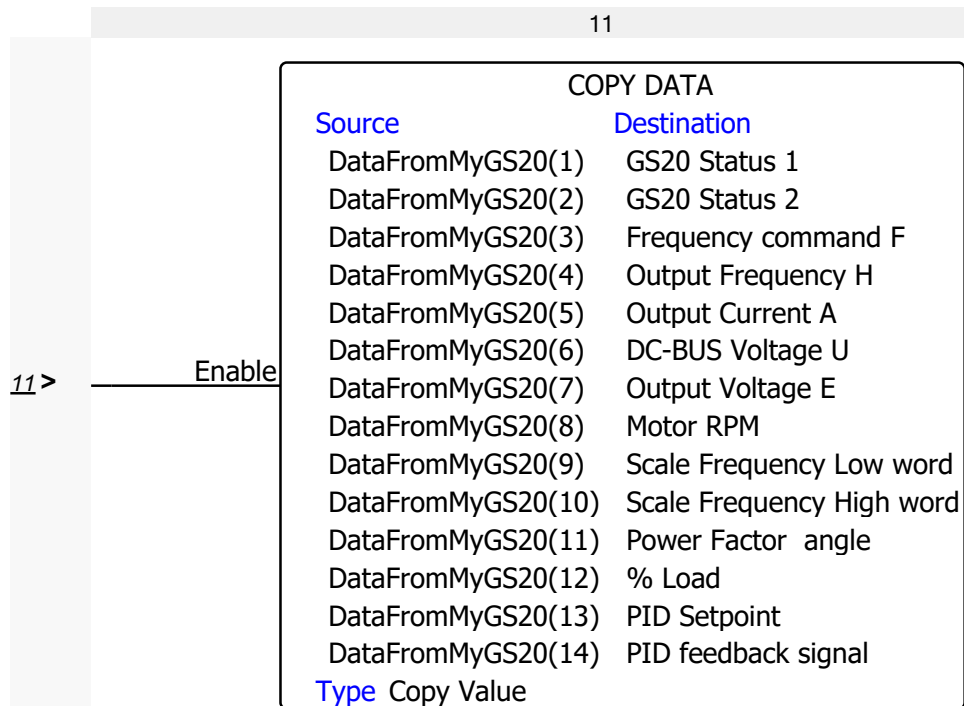 11
COPY DATA
Source Destination
DataFromMyGS20(1) GS20 Status 1
DataFromMyGS20(2) GS20 Status 2
DataFromMyGS20(3) Frequency command F
DataFromMyGS20(4) Output Frequency H
DataFromMyGS20(5) Output Current A
DataFromMyGS20(6) DC-BUS Voltage U
Enable
11>
DataFromMyGS20(7) Output Voltage E
DataFromMyGS20(8) Motor RPM
DataFromMyGS20(9) Scale Frequency Low word
DataFromMyGS20(10) Scale Frequency High word
DataFromMyGS20(11) Power Factor angle
DataFromMyGS20(12) % Load
DataFromMyGS20(13) PID Setpoint
DataFromMyGS20(14) PID feedback signal
Type Copy Value